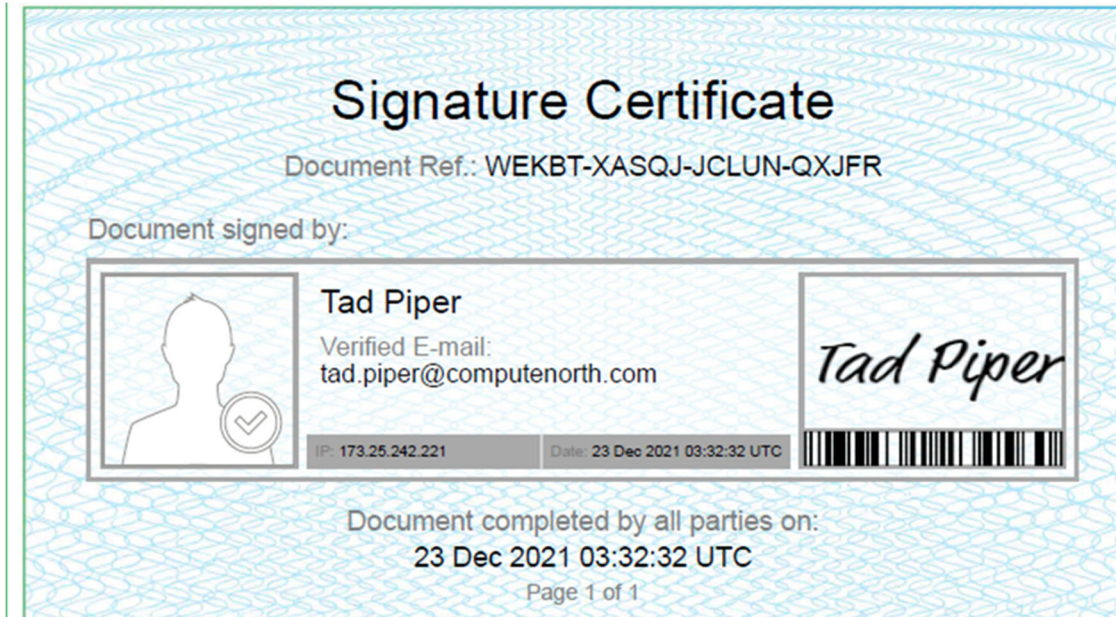 Signature Certificate
Document Ref.: WEKBT-XASQJ-JCLUN-QXJFR
Document signed by:
Tad Piper
Verified E-mail:
tad.piper@computenorth.com
Tad Piper
IP: 173.25.242.221 Date: 23 Dec 2021 03:32:32 UTC
Document completed by all parties on:
23 Dec 2021 03:32:32 UTC
Page 1 of 1